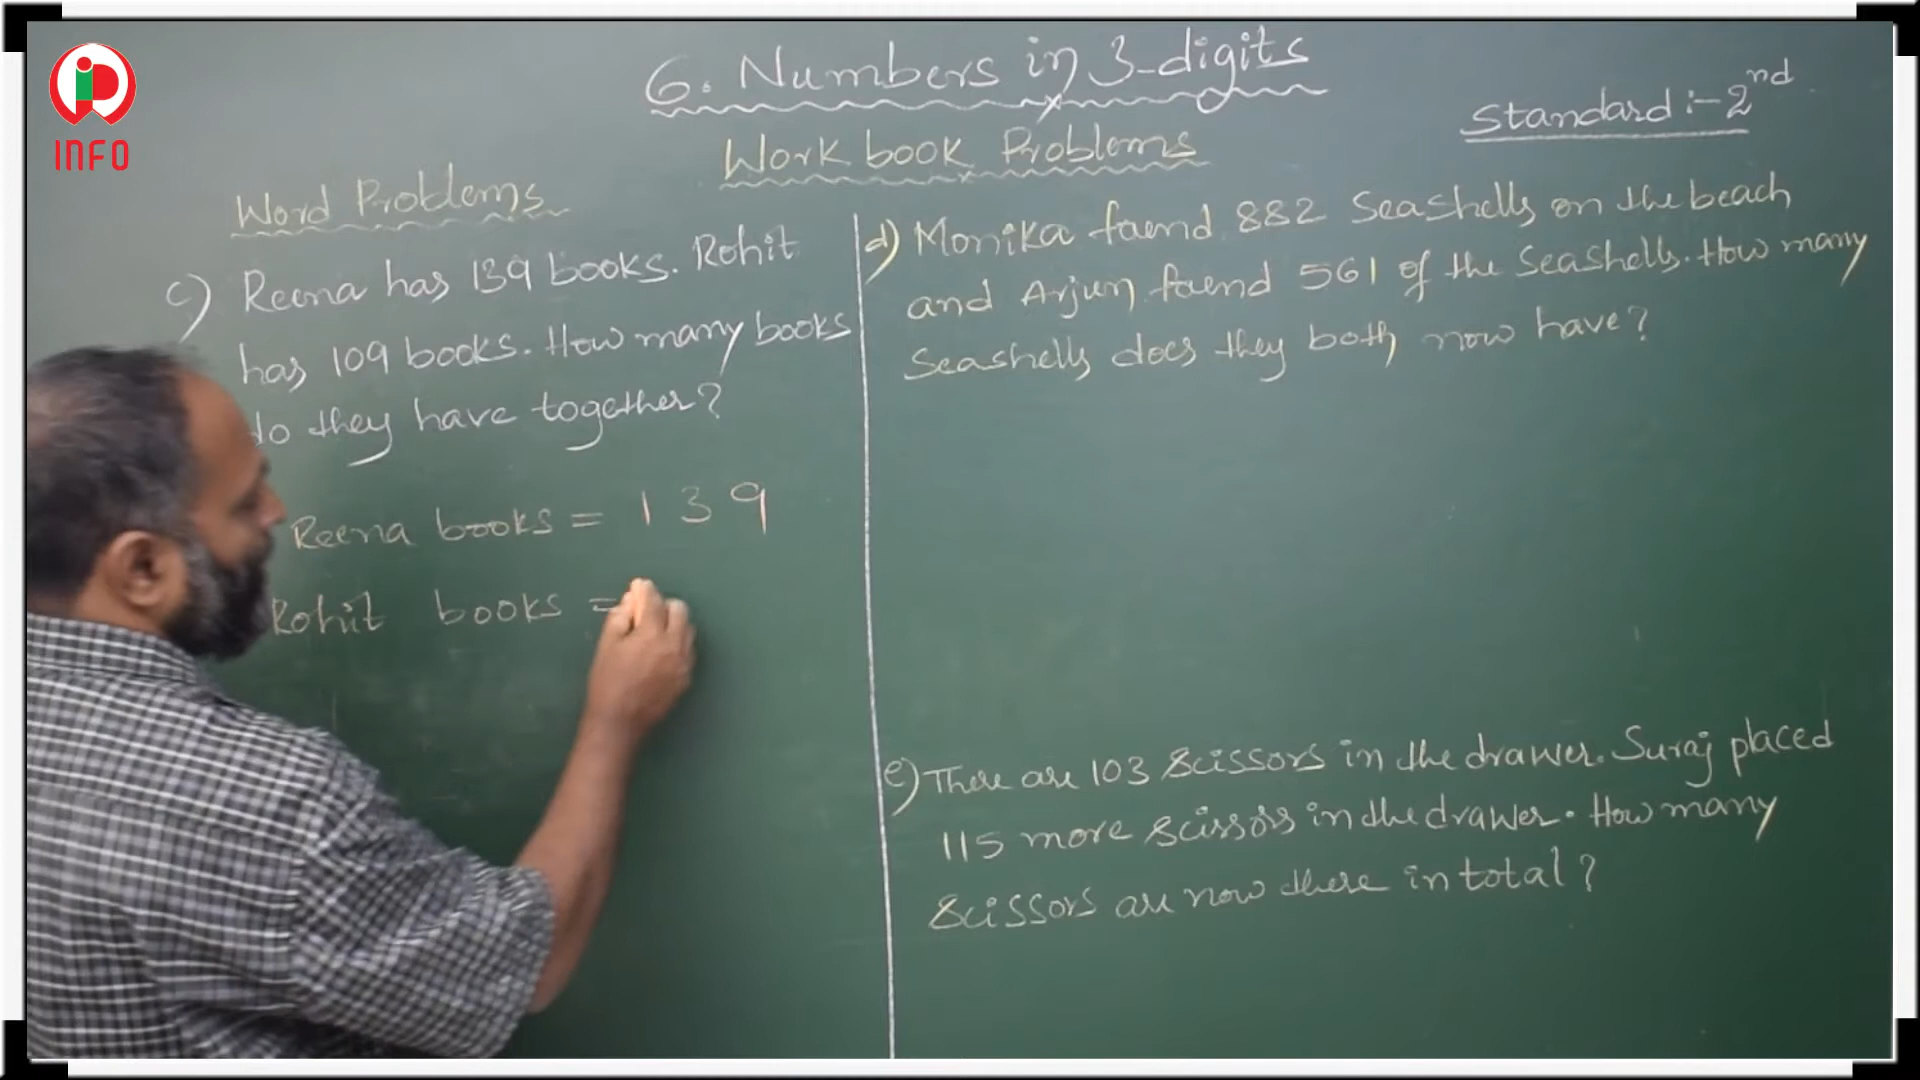 INFO
6. Numbers in 3-digits
Standard :- 2nd
Work book Problems
Word Problems
c) Reena has 139 books. Rohit
has 109 books. How many books
do they have together?
Reena books = 1 3 9
Rohit books =
d) Monika faund 882 Seashells on the beach
and Arjun faund 561 of the Seashells. How many
Seashells does they both now have?
e) There are 103 Scissors in the drawer. Suraj placed
115 more Scissors in the drawer. How many
Scissors are now there in total?